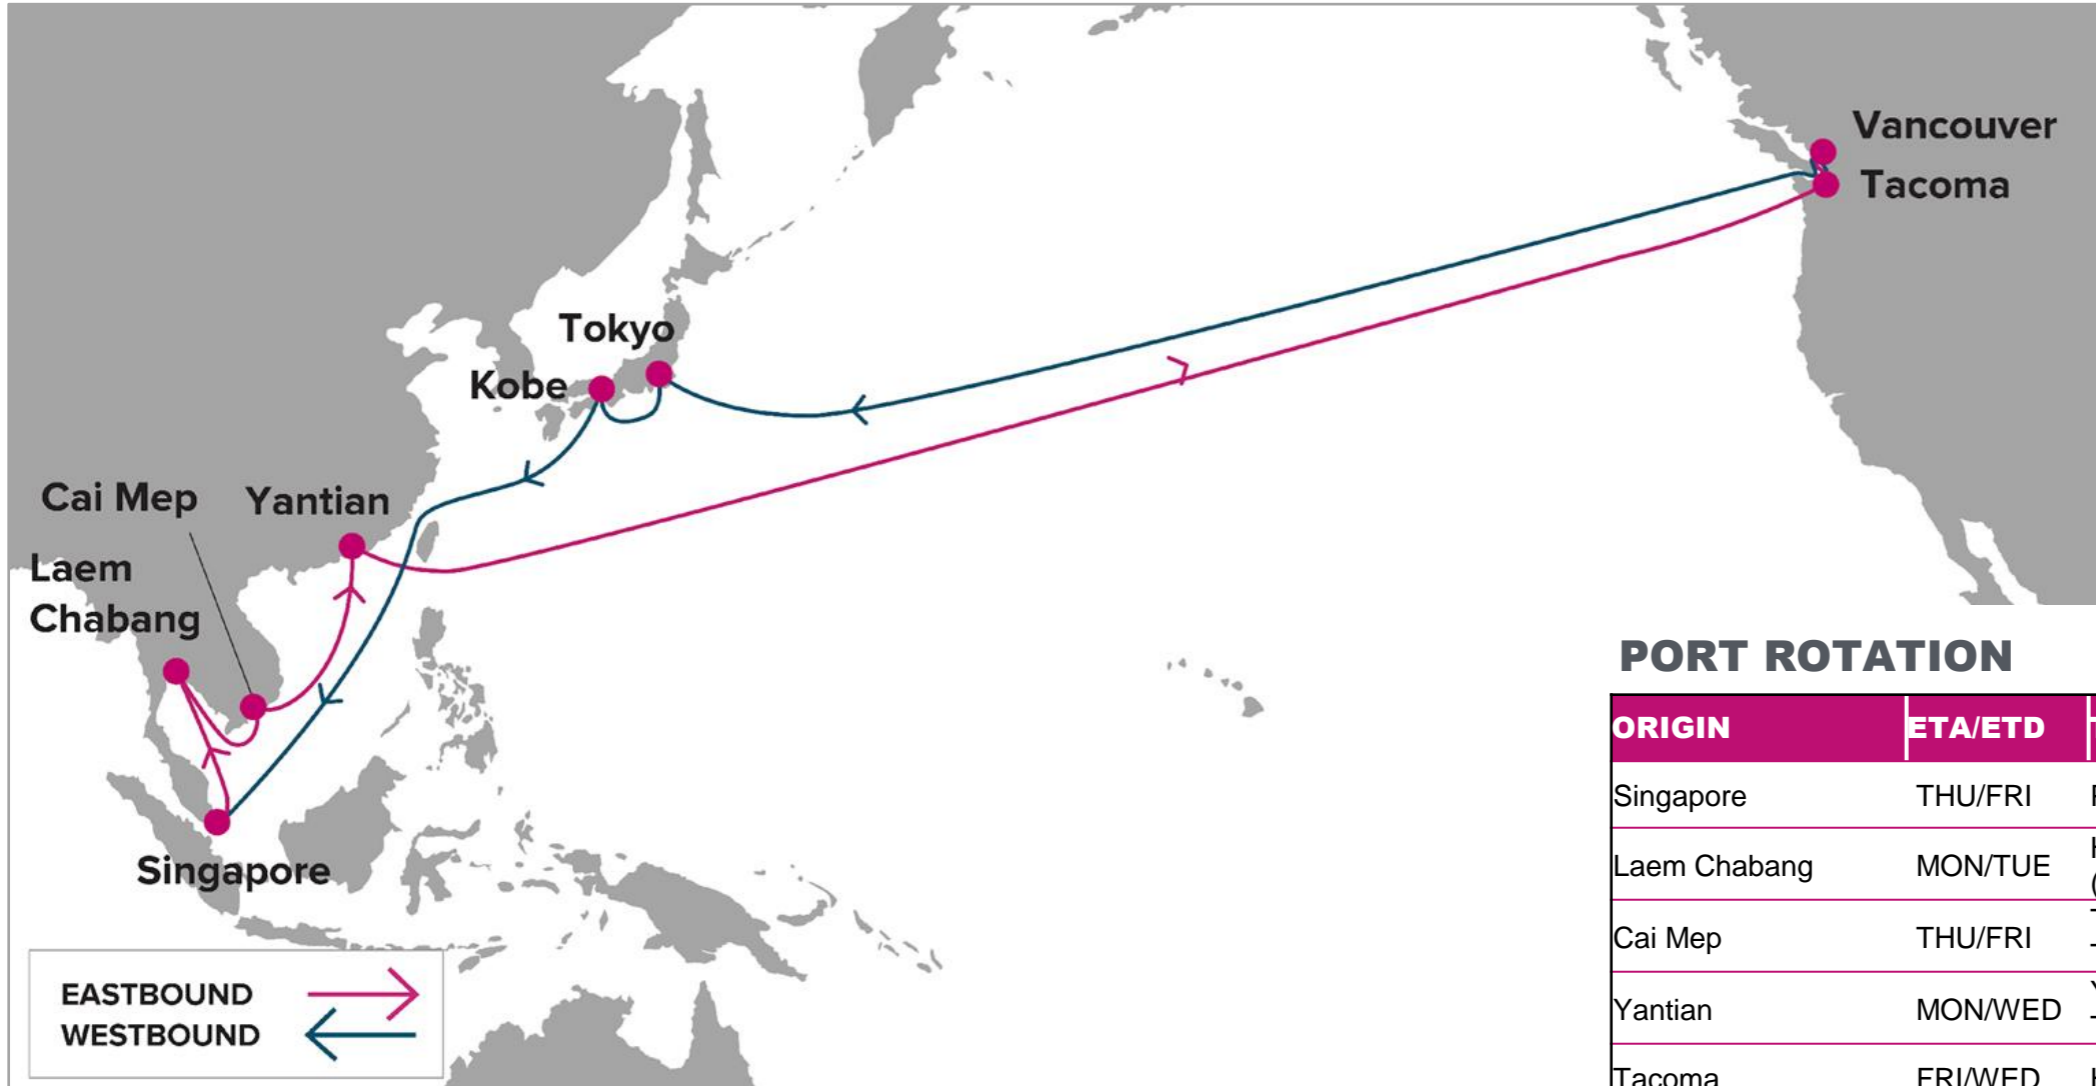 Vancouver
Tacoma
Tokyo
Kobe
Cai Mep
Yantian
Laem
Chabang
Singapore
EASTBOUND
WESTBOUND
PORT ROTATION
ORIGIN ETA/ETD
Singapore THU/FRI
Laem Chabang MON/TUE
Cai Mep THU/FRI
Yantian MON/WED
Tacoma FRI/WED